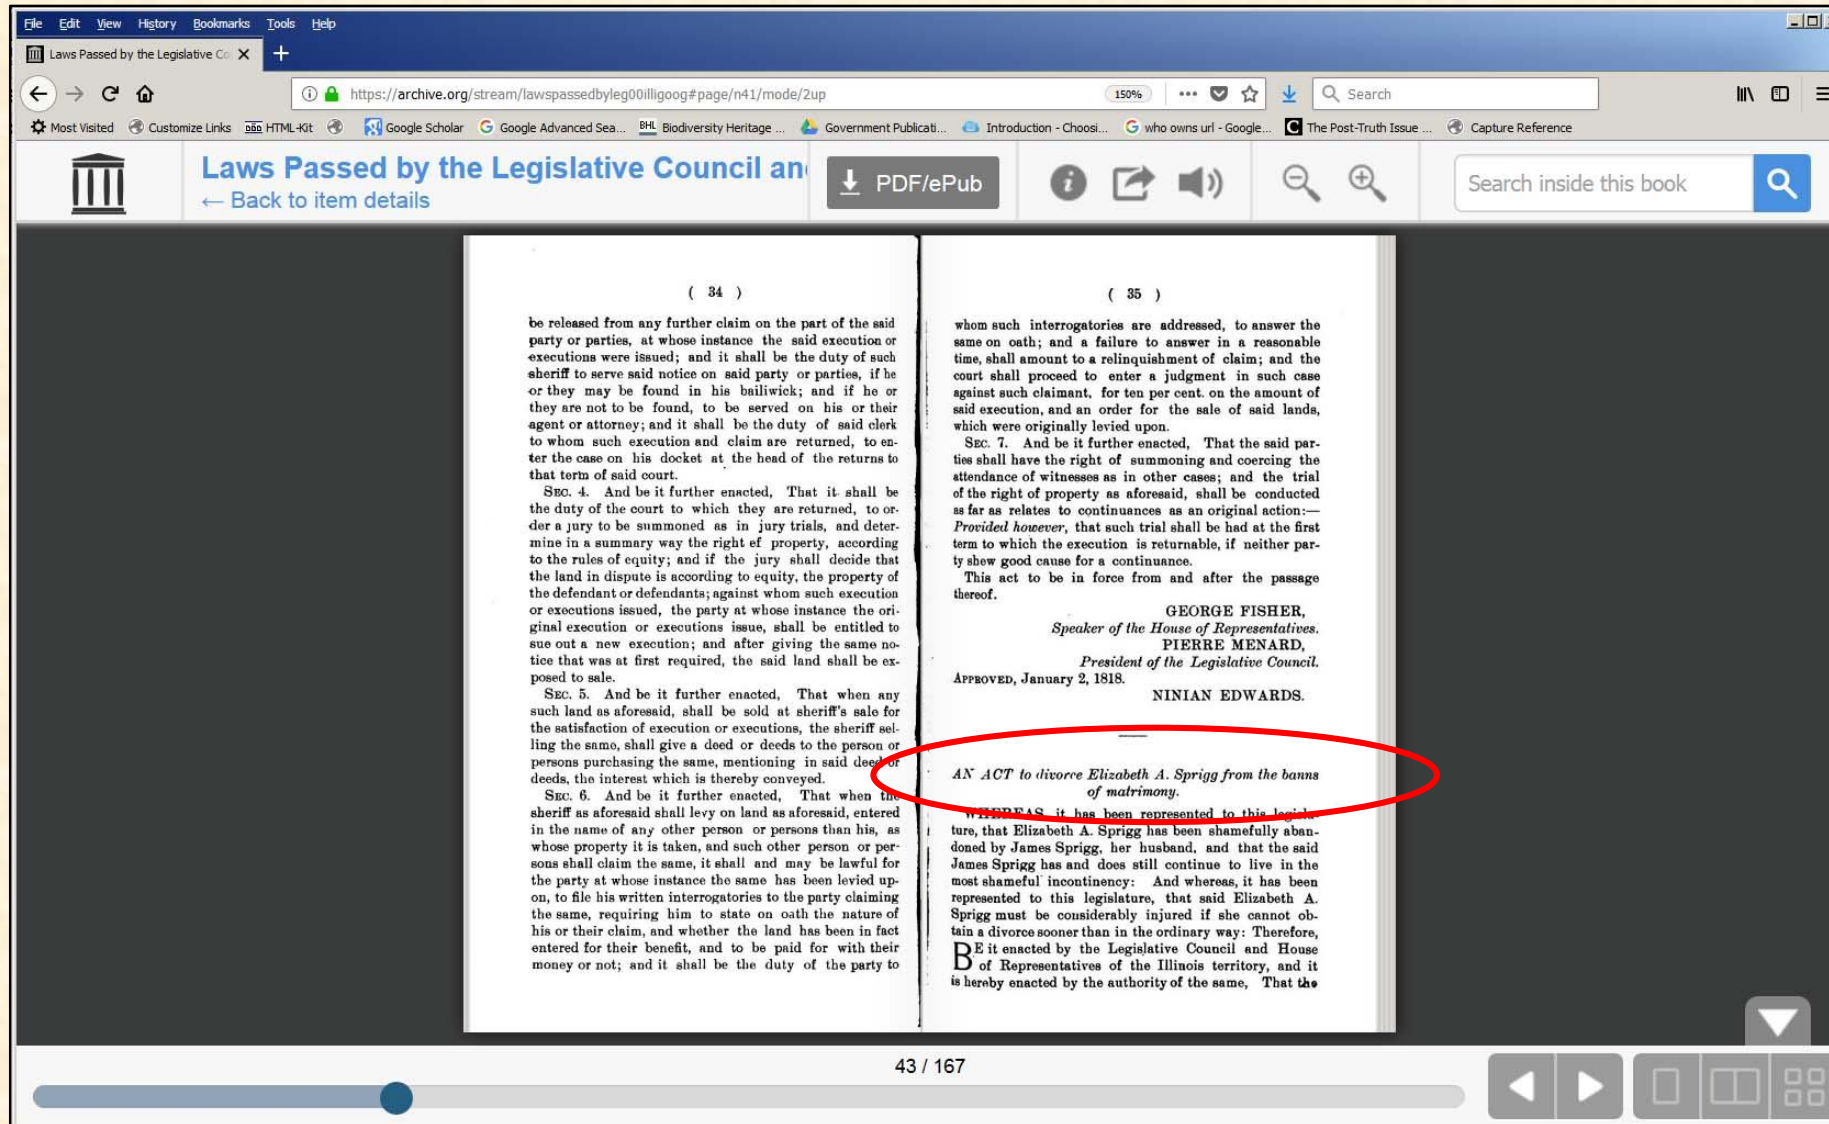 File Edit View History Bookmarks Tools Help
Laws Passed by the Legislative Co
https://archive.org/stream/lawspassedbyleg00illigoog#page/n41/mode/2up 150% Search
Most Visited Customize Links HTML-Kit Google Scholar Google Advanced Sea... BHL Biodiversity Heritage ... Government Publicati... Introduction - Choosi... who owns url - Google... The Post-Truth Issue ... Capture Reference
Laws Passed by the Legislative Council an
← Back to item details
PDF/ePub
Search inside this book
( 34 )
be released from any further claim on the part of the said
party or parties, at whose instance the said execution or
executions were issued; and it shall be the duty of such
sheriff to serve said notice on said party or parties, if he
or they may be found in his bailiwick; and if he or
they are not to be found, to be served on his or their
agent or attorney; and it shall be the duty of said clerk
to whom such execution and claim are returned, to en-
ter the case on his docket at the head of the returns to
that term of said court.
SEC. 4. And be it further enacted, That it shall be
the duty of the court to which they are returned, to or-
der a jury to be summoned as in jury trials, and deter-
mine in a summary way the right ef property, according
to the rules of equity; and if the jury shall decide that
the land in dispute is according to equity, the property of
the defendant or defendants; against whom such execution
or executions issued, the party at whose instance the ori-
ginal execution or executions issue, shall be entitled to
sue out a new execution; and after giving the same no-
tice that was at first required, the said land shall be ex-
posed to sale.
SEC. 5. And be it further enacted, That when any
such land as aforesaid, shall be sold at sheriff's sale for
the satisfaction of execution or executions, the sheriff sel-
ling the same, shall give a deed or deeds to the person or
persons purchasing the same, mentioning in said deed or
deeds, the interest which is thereby conveyed.
SEC. 6. And be it further enacted, That when the
sheriff as aforesaid shall levy on land as aforesaid, entered
in the name of any other person or persons than his, as
whose property it is taken, and such other person or per-
sons shall claim the same, it shall and may be lawful for
the party at whose instance the same has been levied up-
on, to file his written interrogatories to the party claiming
the same, requiring him to state on oath the nature of
his or their claim, and whether the land has been in fact
entered for their benefit, and to be paid for with their
money or not; and it shall be the duty of the party to
( 35 )
whom such interrogatories are addressed, to answer the
same on oath; and a failure to answer in a reasonable
time, shall amount to a relinquishment of claim; and the
court shall proceed to enter a judgment in such case
against such claimant, for ten per cent. on the amount of
said execution, and an order for the sale of said lands,
which were originally levied upon.
SEC. 7. And be it further enacted, That the said par-
ties shall have the right of summoning and coercing the
attendance of witnesses as in other cases; and the trial
of the right of property as aforesaid, shall be conducted
as far as relates to continuances as an original action:—
Provided however, that such trial shall be had at the first
term to which the execution is returnable, if neither par-
ty shew good cause for a continuance.
This act to be in force from and after the passage
thereof.
GEORGE FISHER,
Speaker of the House of Representatives.
PIERRE MENARD,
President of the Legislative Council.
APPROVED, January 2, 1818.
NINIAN EDWARDS.
AN ACT to divorce Elizabeth A. Sprigg from the banns
of matrimony.
WHEREAS it has been represented to this legisla-
ture, that Elizabeth A. Sprigg has been shamefully aban-
doned by James Sprigg, her husband, and that the said
James Sprigg has and does still continue to live in the
most shameful incontinency: And whereas, it has been
represented to this legislature, that said Elizabeth A.
Sprigg must be considerably injured if she cannot ob-
tain a divorce sooner than in the ordinary way: Therefore,
BE it enacted by the Legislative Council and House
of Representatives of the Illinois territory, and it
is hereby enacted by the authority of the same, That the
43 / 167